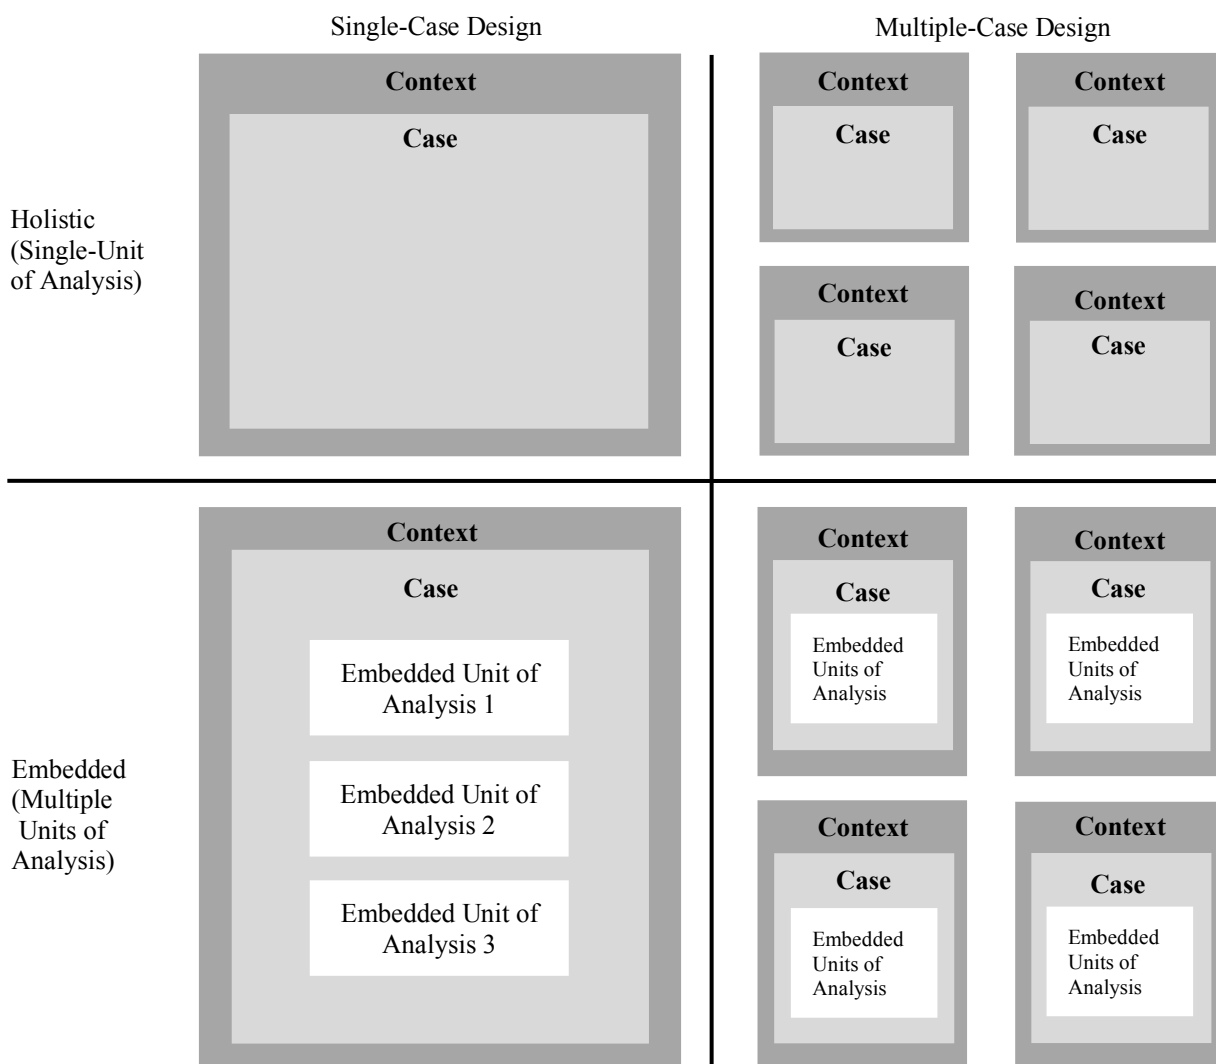 Single-Case Design
Multiple-Case Design
Holistic
(Single-Unit
of Analysis)
Context
Case
Context
Case
Context
Case
Context
Case
Context
Case
Embedded
(Multiple
Units of
Analysis)
Context
Case
Embedded Unit of
Analysis 1
Embedded Unit of
Analysis 2
Embedded Unit of
Analysis 3
Context
Case
Embedded
Units of
Analysis
Context
Case
Embedded
Units of
Analysis
Context
Case
Embedded
Units of
Analysis
Context
Case
Embedded
Units of
Analysis